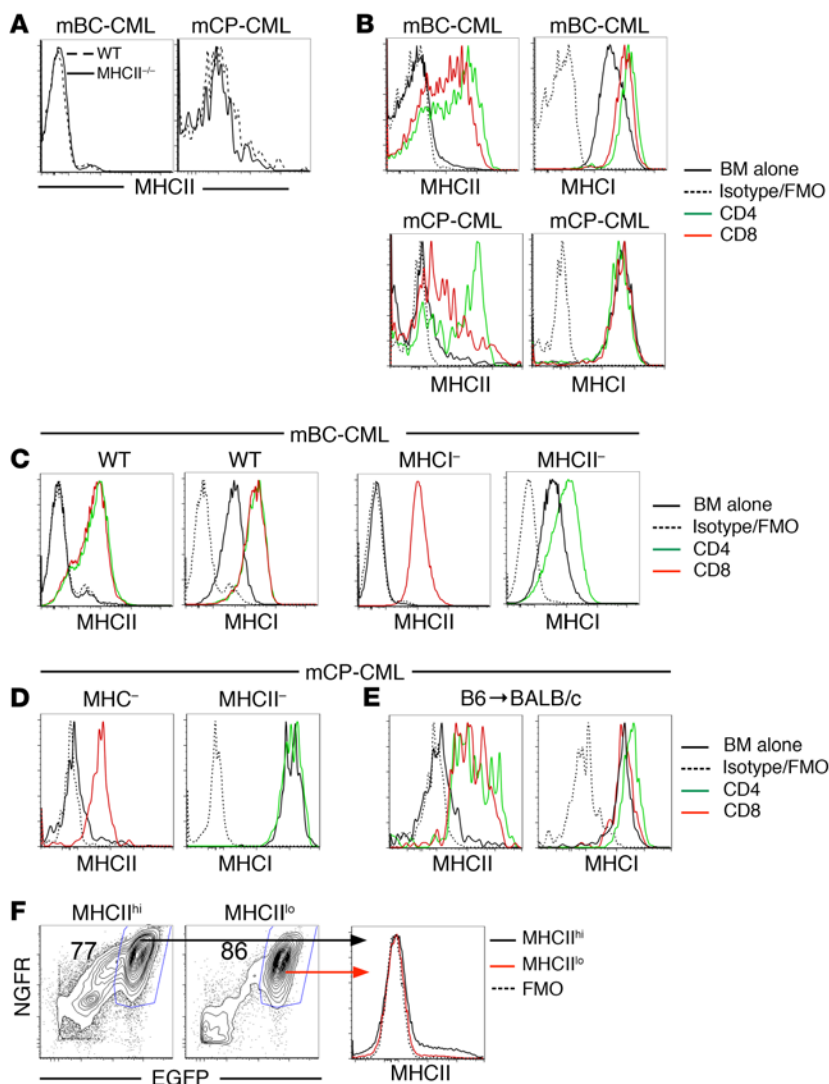 A
mBC-CML
mCP-CML
WT
MHCII–/–
MHCII
B
mBC-CML
mBC-CML
MHCII
MHCI
mCP-CML
mCP-CML
MHCII
MHCI
BM alone
Isotype/FMO
CD4
CD8
mBC-CML
C
WT
WT
MHCI–
MHCII–
MHCII
MHCI
MHCII
MHCI
BM alone
Isotype/FMO
CD4
CD8
mCP-CML
D
MHC–
MHCII–
MHCII
MHCI
E
B6→BALB/c
MHCII
MHCI
BM alone
Isotype/FMO
CD4
CD8
F
MHCIIhi
MHCIIlo
77
86
NGFR
EGFP
MHCII
MHCIIhi
MHCIIlo
FMO